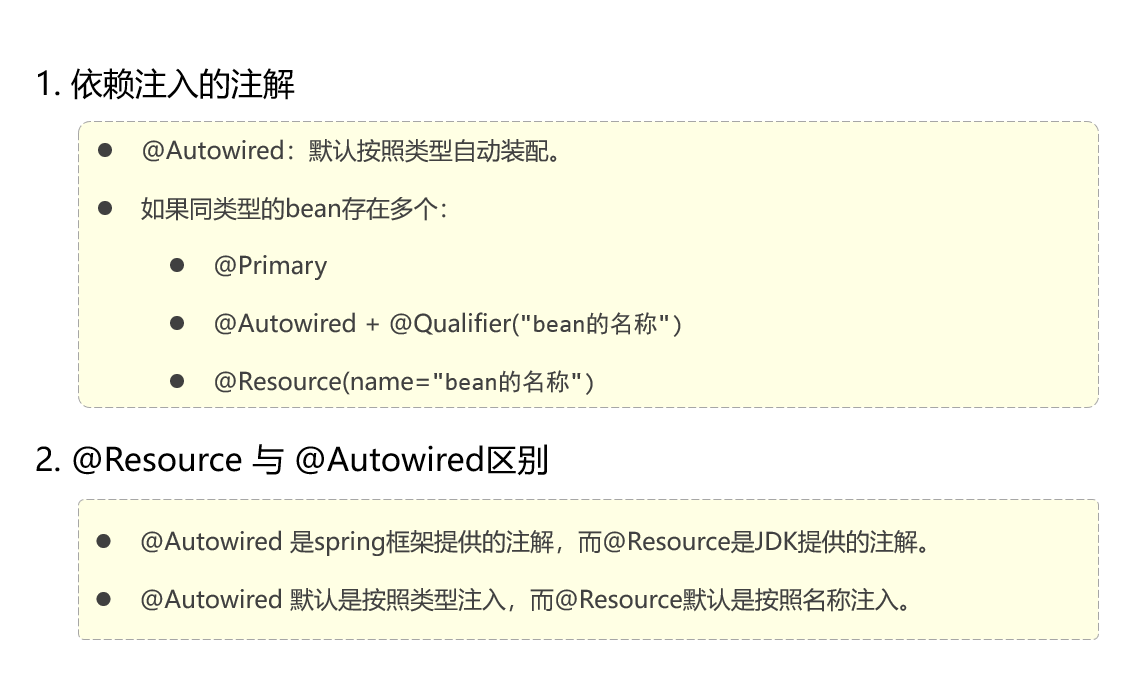 1. 依赖注入的注解
● @Autowired：默认按照类型自动装配。
● 如果同类型的bean存在多个：
● @Primary
● @Autowired + @Qualifier("bean的名称")
● @Resource(name="bean的名称")
2. @Resource 与 @Autowired区别
● @Autowired 是spring框架提供的注解，而@Resource是JDK提供的注解。
● @Autowired 默认是按照类型注入，而@Resource默认是按照名称注入。